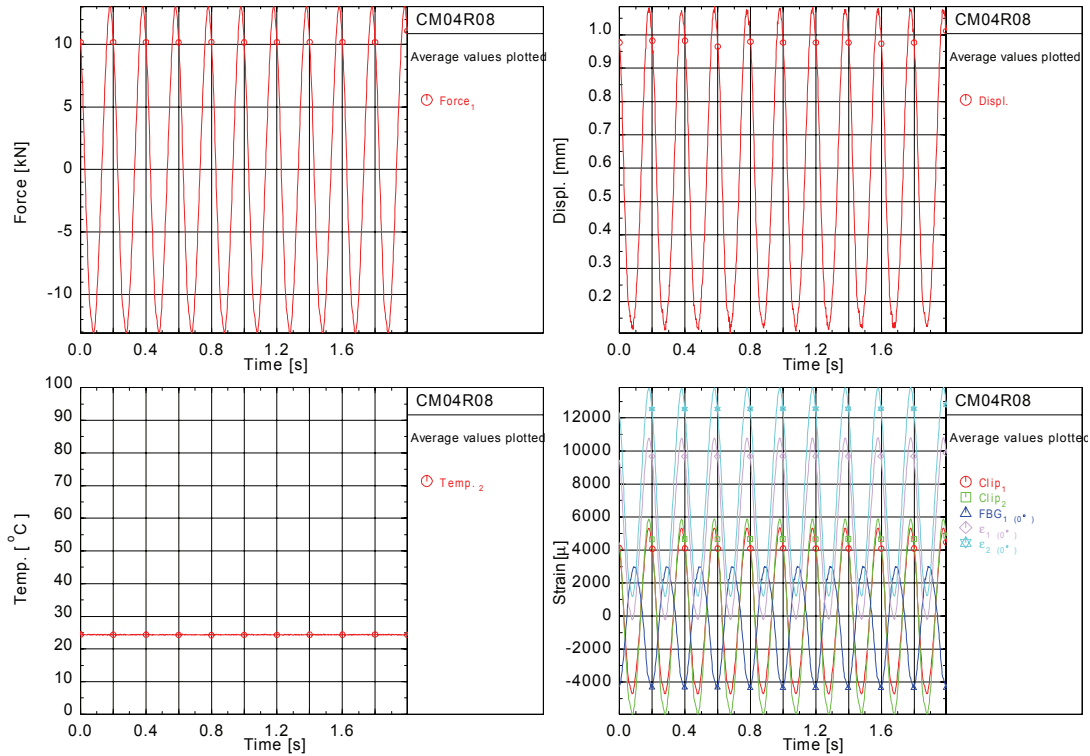 CM04R08
Average values plotted
Force₁
Force [kN]
10
5
0
-5
-10
0.0 0.4 0.8 1.2 1.6
Time [s]
CM04R08
Average values plotted
Displ.
Displ. [mm]
1.0
0.9
0.8
0.7
0.6
0.5
0.4
0.3
0.2
0.0 0.4 0.8 1.2 1.6
Time [s]
CM04R08
Average values plotted
Temp.₂
Temp. [°C]
100
90
80
70
60
50
40
30
20
10
0
0.0 0.4 0.8 1.2 1.6
Time [s]
CM04R08
Average values plotted
Clip₁
Clip₂
FBG₁ (0°)
ε₁ (0°)
ε₂ (0°)
Strain [µ]
12000
10000
8000
6000
4000
2000
0
-2000
-4000
0.0 0.4 0.8 1.2 1.6
Time [s]